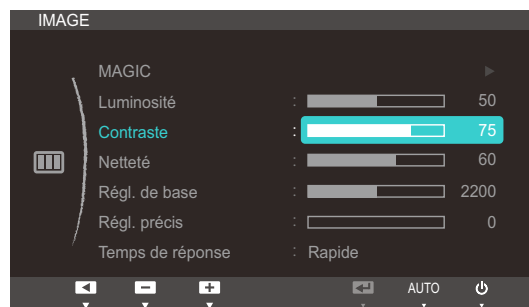 IMAGE
MAGIC
Luminosité : 50
Contraste : 75
Netteté : 60
Régl. de base : 2200
Régl. précis : 0
Temps de réponse : Rapide
AUTO